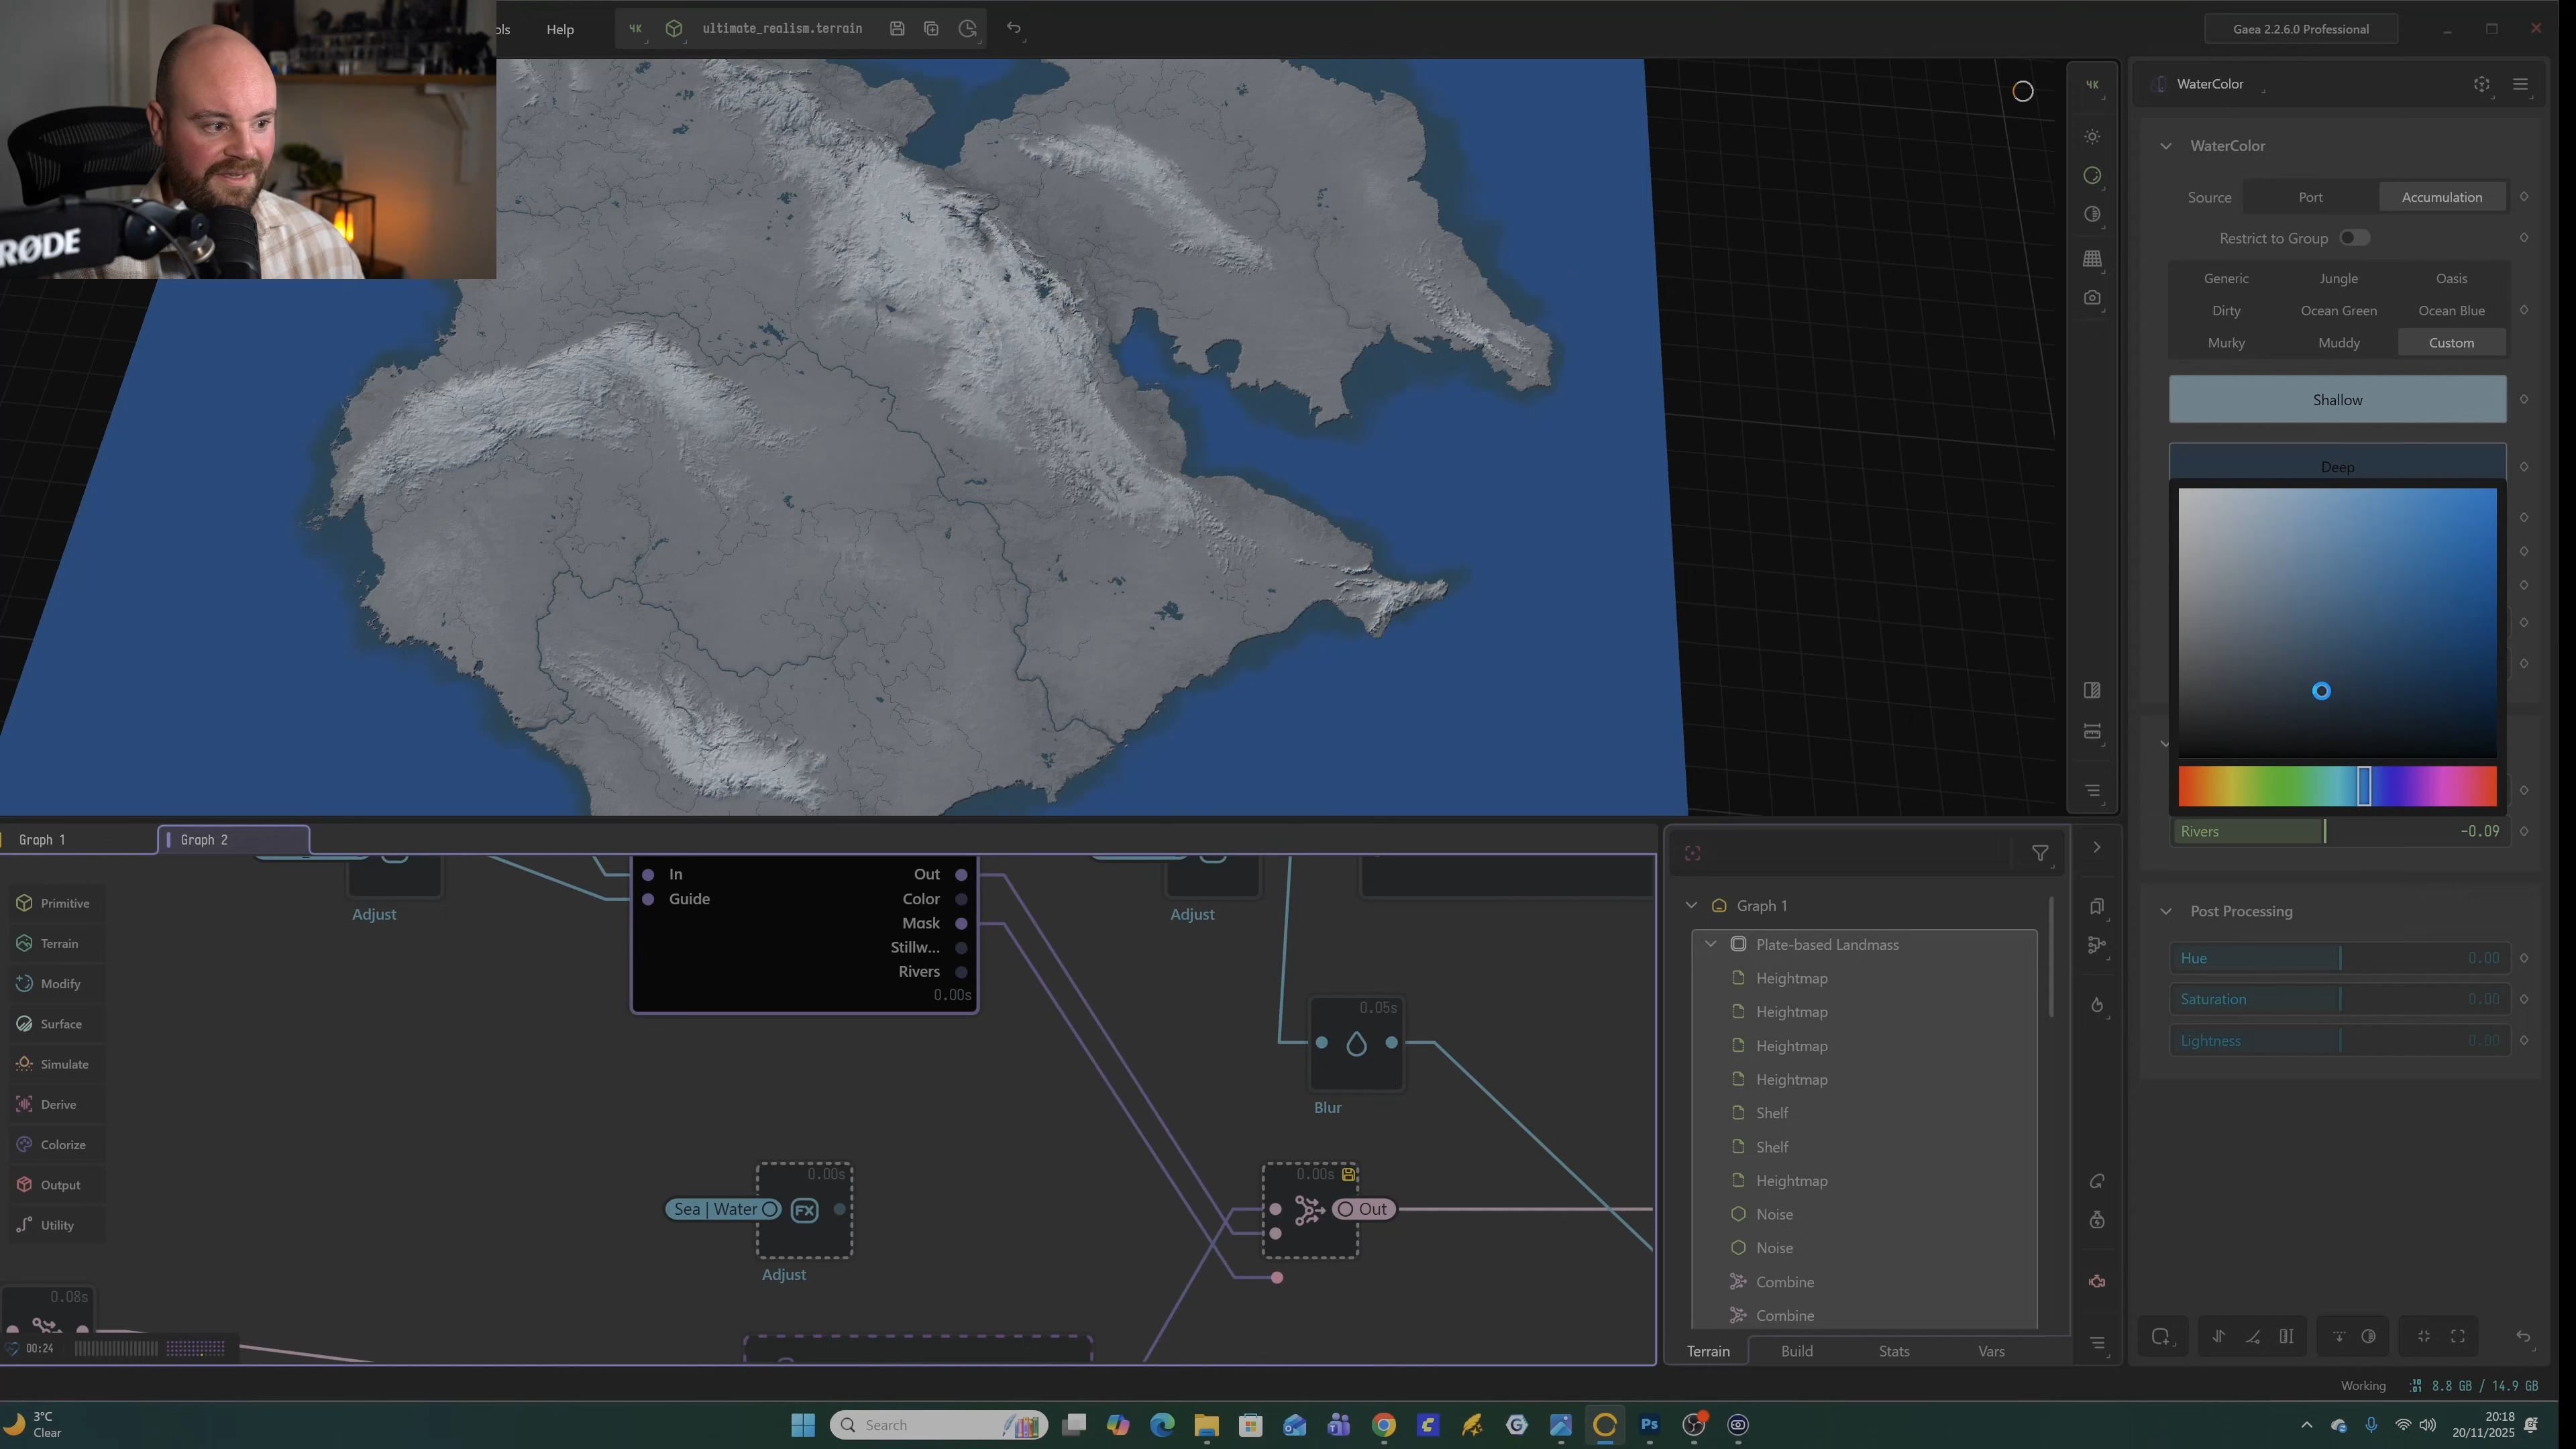 ols
Help
4K
ultimate_realism.terrain
Gaea 2.2.6.0 Professional
RØDE
4K
WaterColor
WaterColor
Source
Port
Accumulation
Restrict to Group
Generic
Jungle
Oasis
Dirty
Ocean Green
Ocean Blue
Murky
Muddy
Custom
Shallow
Deep
Rivers
-0.09
Post Processing
Hue
0.00
Saturation
0.00
Lightness
0.00
Graph 1
Graph 2
Primitive
Terrain
Modify
Surface
Simulate
Derive
Colorize
Output
Utility
Adjust
In
Guide
Out
Color
Mask
Stillw...
Rivers
0.00s
Adjust
0.05s
Blur
0.00s
Sea | Water
FX
Adjust
0.00s
Out
0.08s
00:24
Graph 1
Plate-based Landmass
Heightmap
Heightmap
Heightmap
Heightmap
Shelf
Shelf
Heightmap
Noise
Noise
Combine
Combine
Terrain
Build
Stats
Vars
Working
8.8 GB / 14.9 GB
3°C
Clear
Search
Ps
20:18
20/11/2025